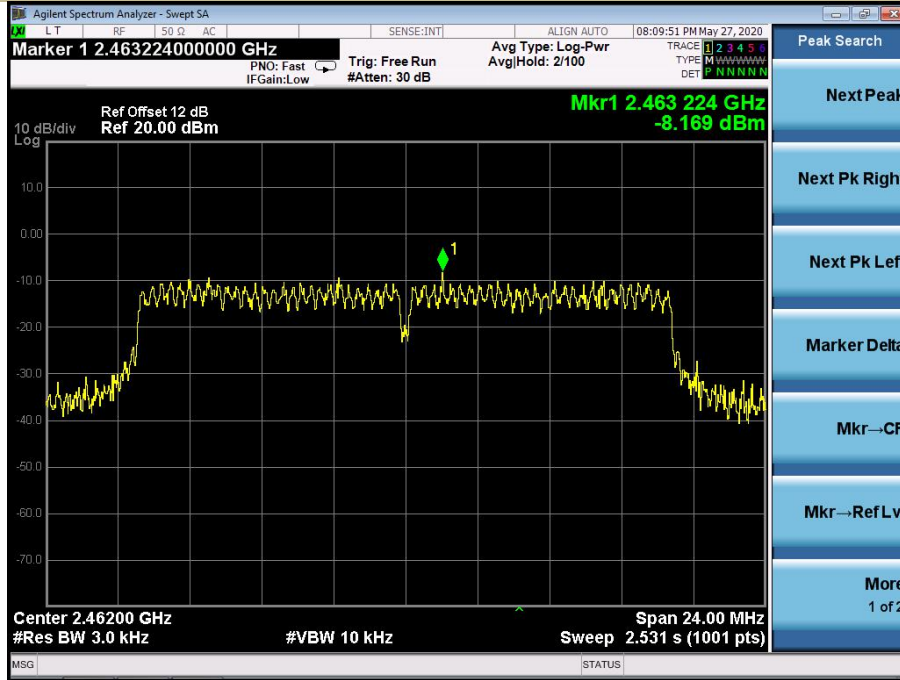 Agilent Spectrum Analyzer - Swept SA
LXI LT RF 50 Ω AC SENSE:INT ALIGN AUTO 08:09:51 PM May 27, 2020
Marker 1 2.463224000000 GHz
PNO: Fast
IFGain:Low
Trig: Free Run
#Atten: 30 dB
Avg Type: Log-Pwr
Avg|Hold: 2/100
TRACE 1 2 3 4 5 6
TYPE M WWWWW
DET P N N N N N
Peak Search
Mkr1 2.463 224 GHz
-8.169 dBm
Ref Offset 12 dB
10 dB/div Ref 20.00 dBm
Log
10.0
0.00
-10.0
-20.0
-30.0
-40.0
-50.0
-60.0
-70.0
1
Center 2.46200 GHz
Span 24.00 MHz
#Res BW 3.0 kHz
#VBW 10 kHz
Sweep 2.531 s (1001 pts)
MSG
STATUS
Next Peak
Next Pk Righ
Next Pk Lef
Marker Delta
Mkr→CF
Mkr→Ref Lv
More
1 of 2